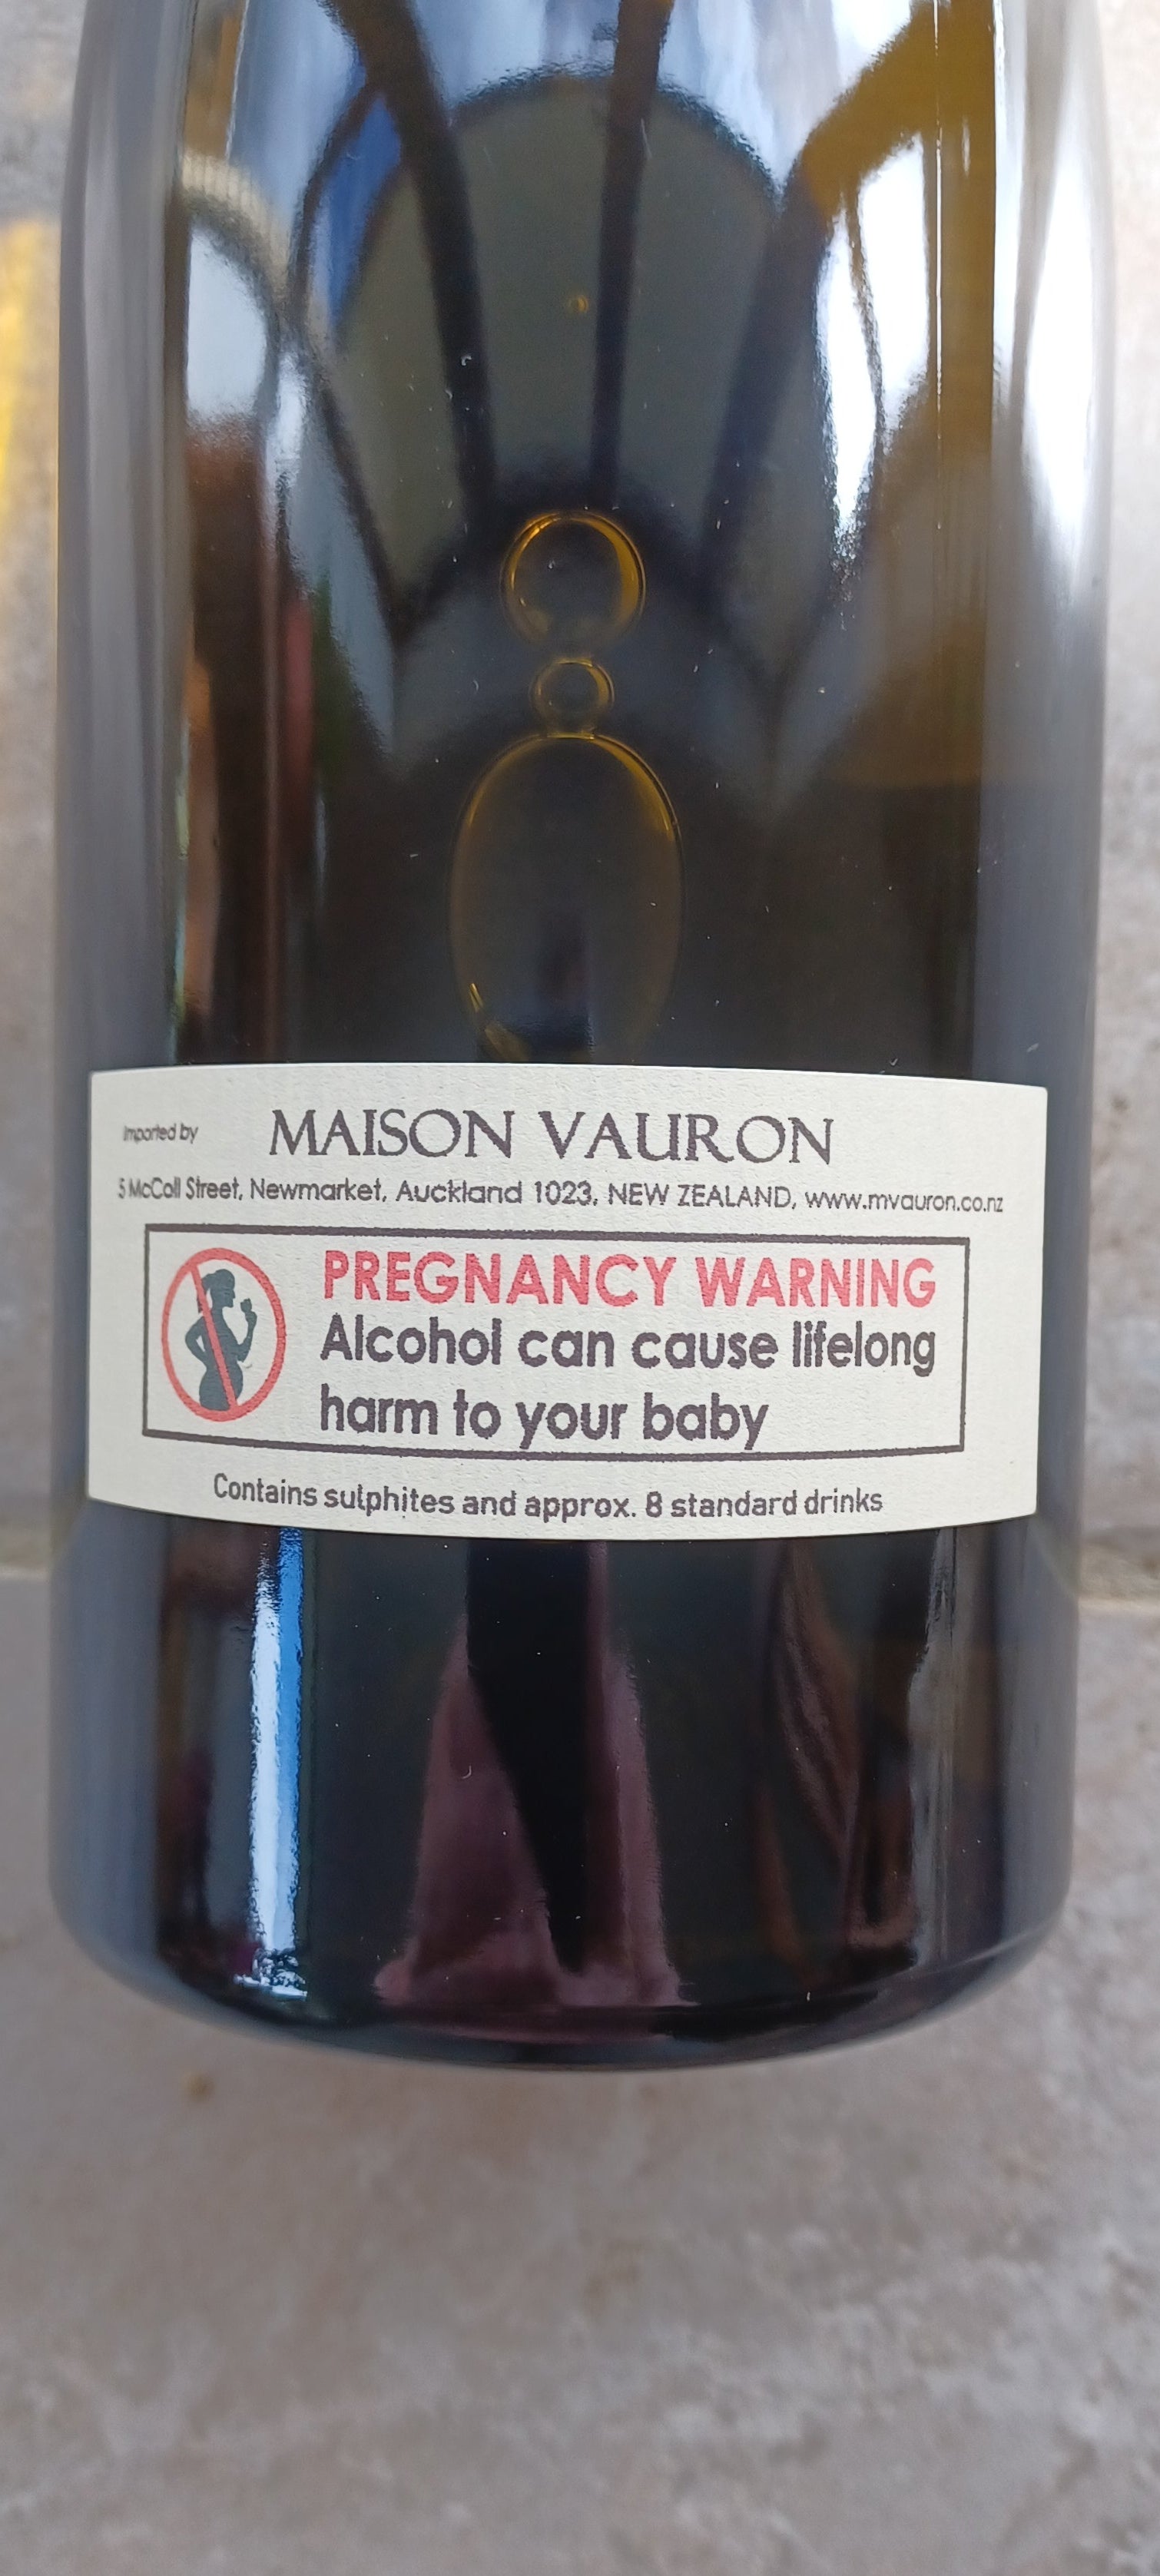 Imported by MAISON VAURON
5 McColl Street, Newmarket, Auckland 1023, NEW ZEALAND, www.mvauron.co.nz
PREGNANCY WARNING
Alcohol can cause lifelong
harm to your baby
Contains sulphites and approx. 8 standard drinks